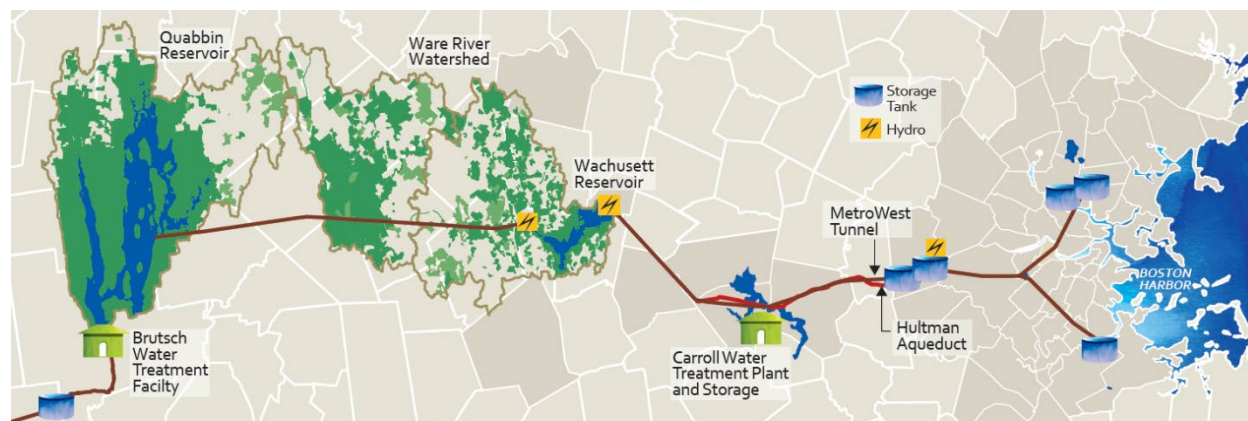 Quabbin
Reservoir
Ware River
Watershed
Storage
Tank
Hydro
Wachusett
Reservoir
MetroWest
Tunnel
BOSTON
HARBOR
Brutsch
Water
Treatment
Facilty
Carroll Water
Treatment Plant
and Storage
Hultman
Aqueduct